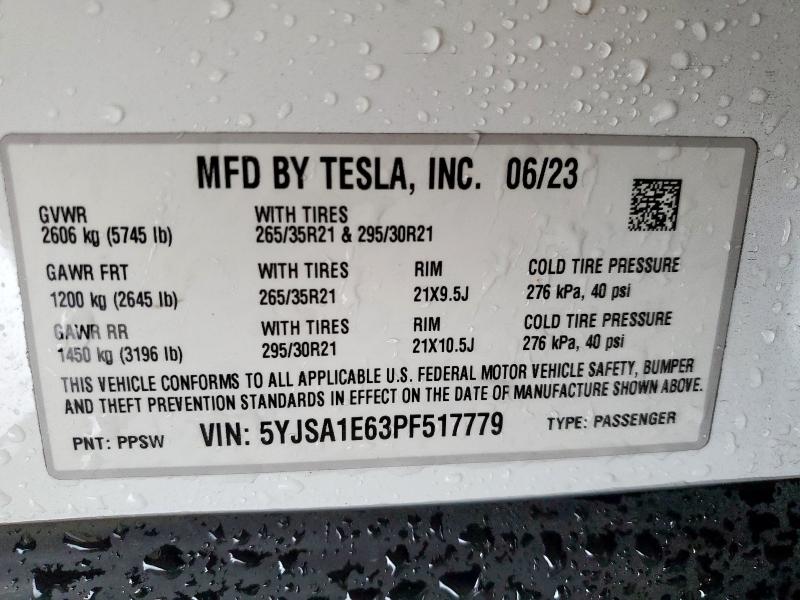 MFD BY TESLA, INC. 06/23
GVWR WITH TIRES
2606 kg (5745 lb) 265/35R21 & 295/30R21
GAWR FRT WITH TIRES RIM COLD TIRE PRESSURE
1200 kg (2645 lb) 265/35R21 21X9.5J 276 kPa, 40 psi
GAWR RR WITH TIRES RIM COLD TIRE PRESSURE
1450 kg (3196 lb) 295/30R21 21X10.5J 276 kPa, 40 psi
THIS VEHICLE CONFORMS TO ALL APPLICABLE U.S. FEDERAL MOTOR VEHICLE SAFETY, BUMPER
AND THEFT PREVENTION STANDARDS IN EFFECT ON THE DATE OF MANUFACTURE SHOWN ABOVE.
PNT: PPSW VIN: 5YJSA1E63PF517779 TYPE: PASSENGER